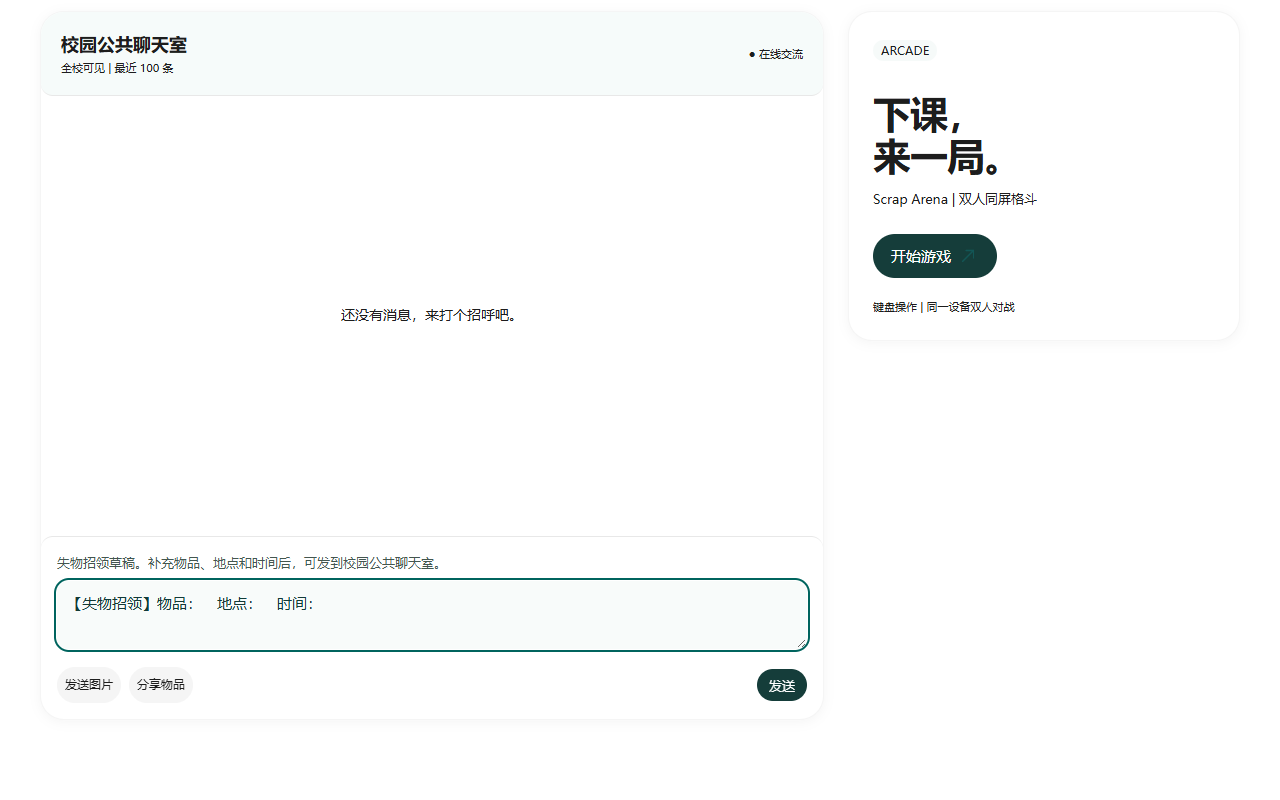 校园公共聊天室
全校可见 | 最近 100 条
● 在线交流
还没有消息，来打个招呼吧。
失物招领草稿。补充物品、地点和时间后，可发到校园公共聊天室。
【失物招领】物品： 地点： 时间：
发送图片
分享物品
发送
ARCADE
下课，
来一局。
Scrap Arena | 双人同屏格斗
开始游戏 ↗
键盘操作 | 同一设备双人对战